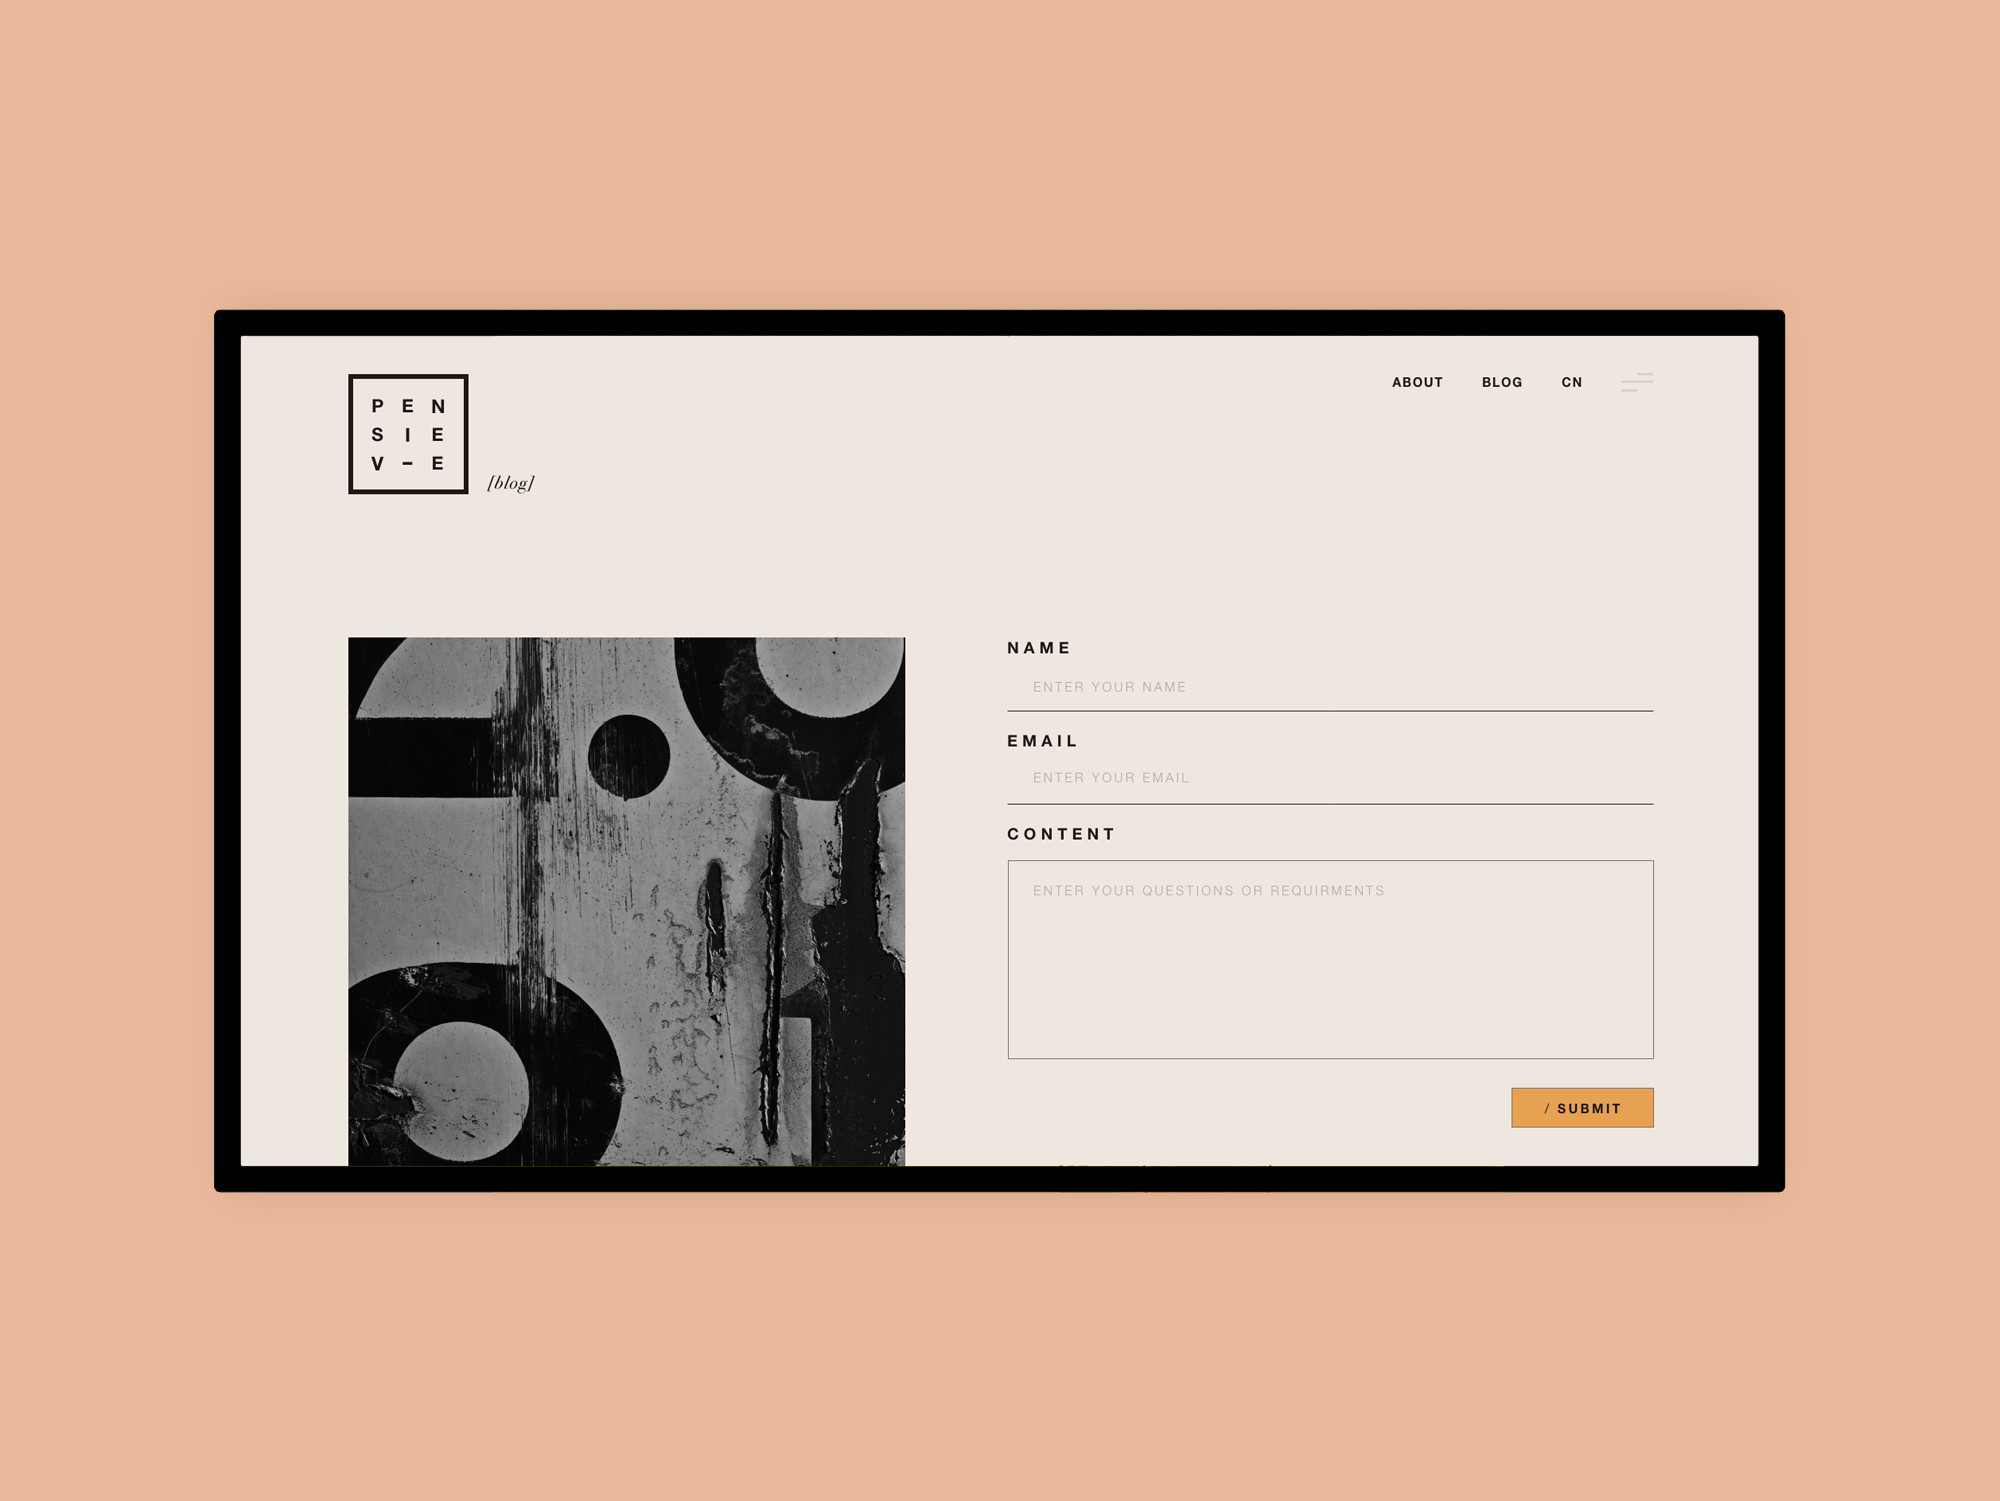 P E N
S I E
V – E
[blog]
ABOUT BLOG CN
NAME
ENTER YOUR NAME
EMAIL
ENTER YOUR EMAIL
CONTENT
ENTER YOUR QUESTIONS OR REQUIRMENTS
/ SUBMIT